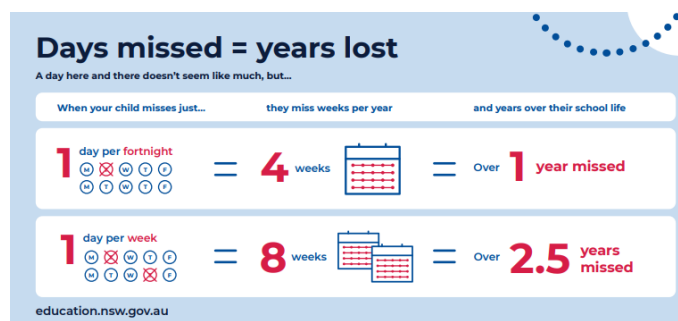 Days missed = years lost
A day here and there doesn't seem like much, but...
When your child misses just... they miss weeks per year and years over their school life
1 day per fortnight = 4 weeks = Over 1 year missed
M T W T F
M T W T F
1 day per week = 8 weeks = Over 2.5 years missed
M T W T F
M T W T F
education.nsw.gov.au